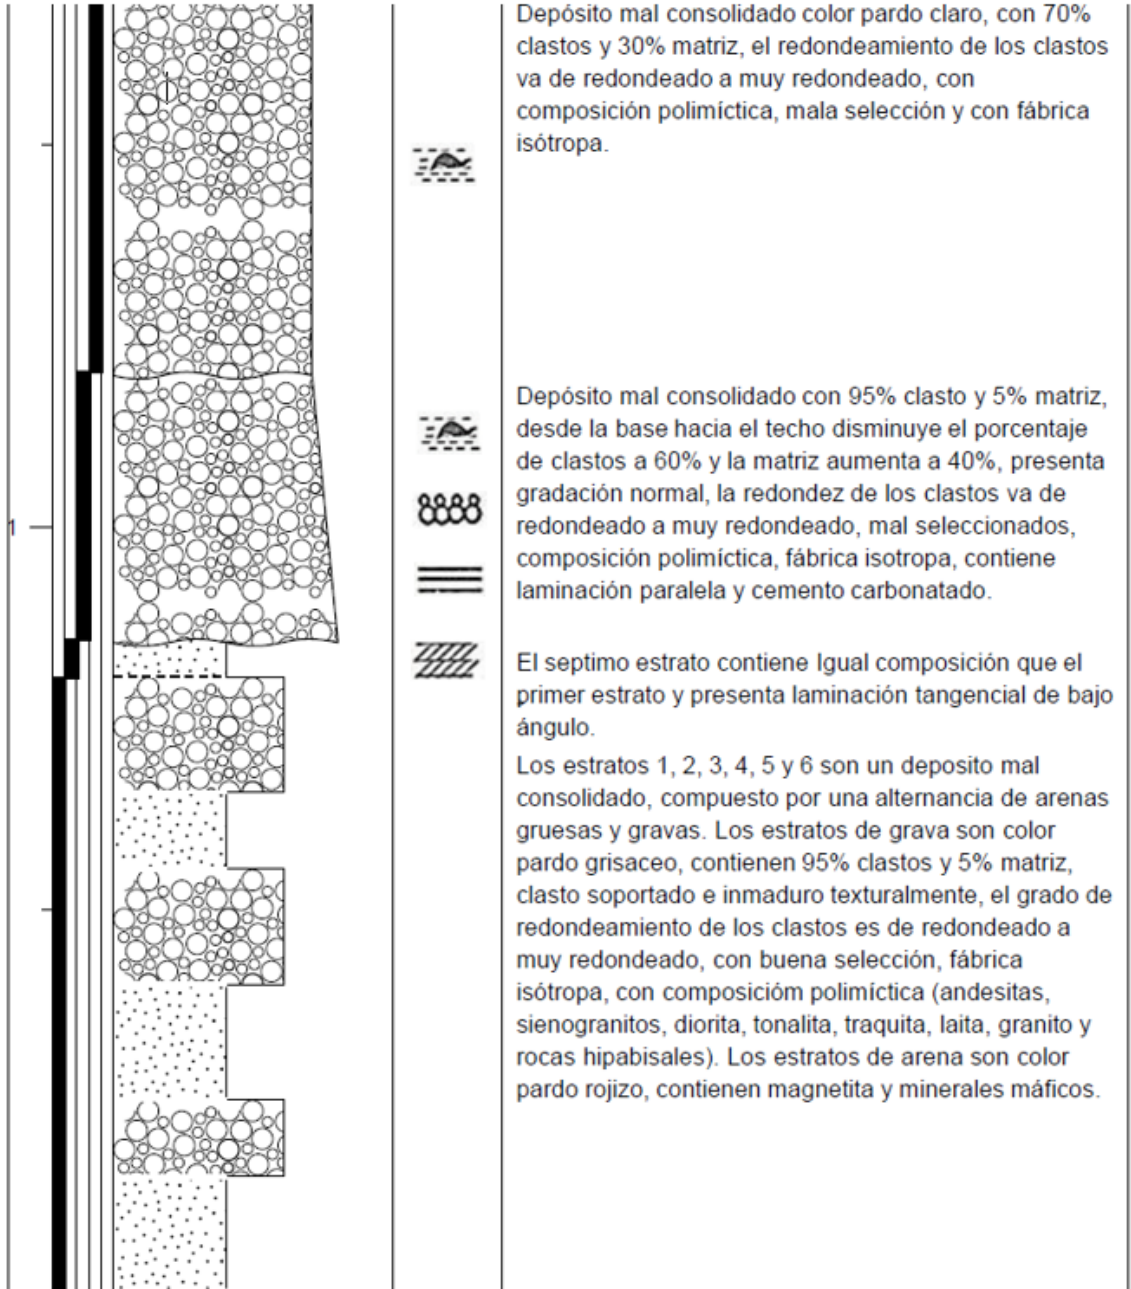 Depósito mal consolidado color pardo claro, con 70%
clastos y 30% matriz, el redondeamiento de los clastos
va de redondeado a muy redondeado, con
composición polimíctica, mala selección y con fábrica
isótropa.
Depósito mal consolidado con 95% clasto y 5% matriz,
desde la base hacia el techo disminuye el porcentaje
de clastos a 60% y la matriz aumenta a 40%, presenta
gradación normal, la redondez de los clastos va de
redondeado a muy redondeado, mal seleccionados,
composición polimíctica, fábrica isotropa, contiene
laminación paralela y cemento carbonatado.
1
El septimo estrato contiene Igual composición que el
primer estrato y presenta laminación tangencial de bajo
ángulo.
Los estratos 1, 2, 3, 4, 5 y 6 son un deposito mal
consolidado, compuesto por una alternancia de arenas
gruesas y gravas. Los estratos de grava son color
pardo grisaceo, contienen 95% clastos y 5% matriz,
clasto soportado e inmaduro texturalmente, el grado de
redondeamiento de los clastos es de redondeado a
muy redondeado, con buena selección, fábrica
isótropa, con composicióm polimíctica (andesitas,
sienogranitos, diorita, tonalita, traquita, laita, granito y
rocas hipabisales). Los estratos de arena son color
pardo rojizo, contienen magnetita y minerales máficos.